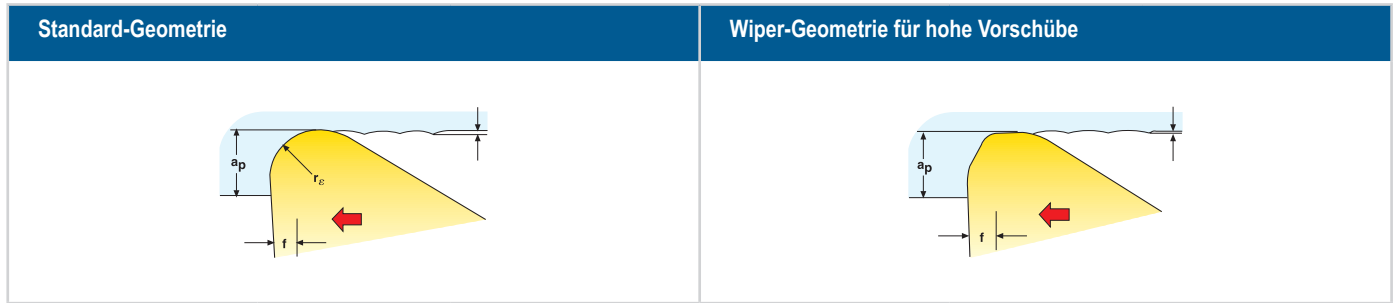 Standard-Geometrie
Wiper-Geometrie für hohe Vorschübe
ap
rε
f
ap
f